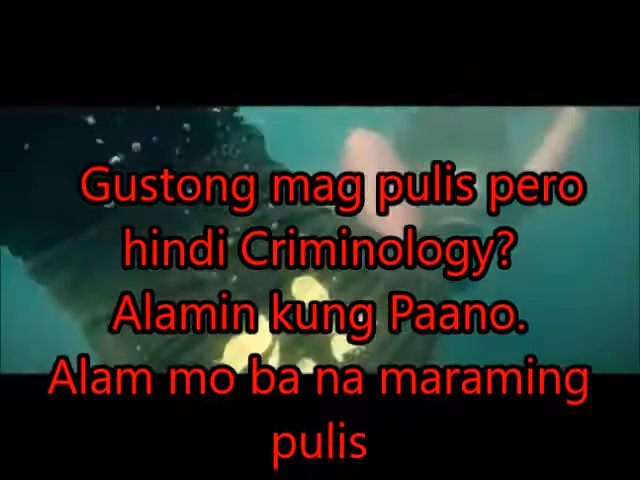 Gustong mag pulis pero
hindi Criminology?
Alamin kung Paano.
Alam mo ba na maraming
pulis